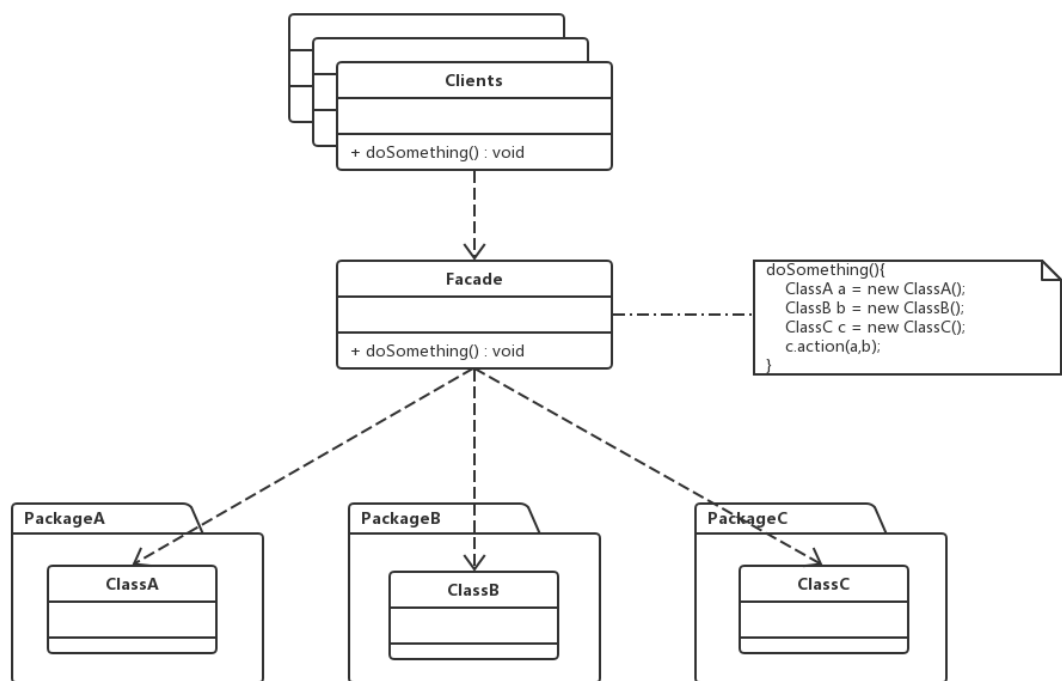 Clients
+ doSomething() : void
Facade
+ doSomething() : void
doSomething(){
ClassA a = new ClassA();
ClassB b = new ClassB();
ClassC c = new ClassC();
c.action(a,b);
}
PackageA
PackageB
PackageC
ClassA
ClassB
ClassC